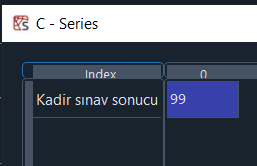 C - Series
Index 0
Kadir sınav sonucu 99